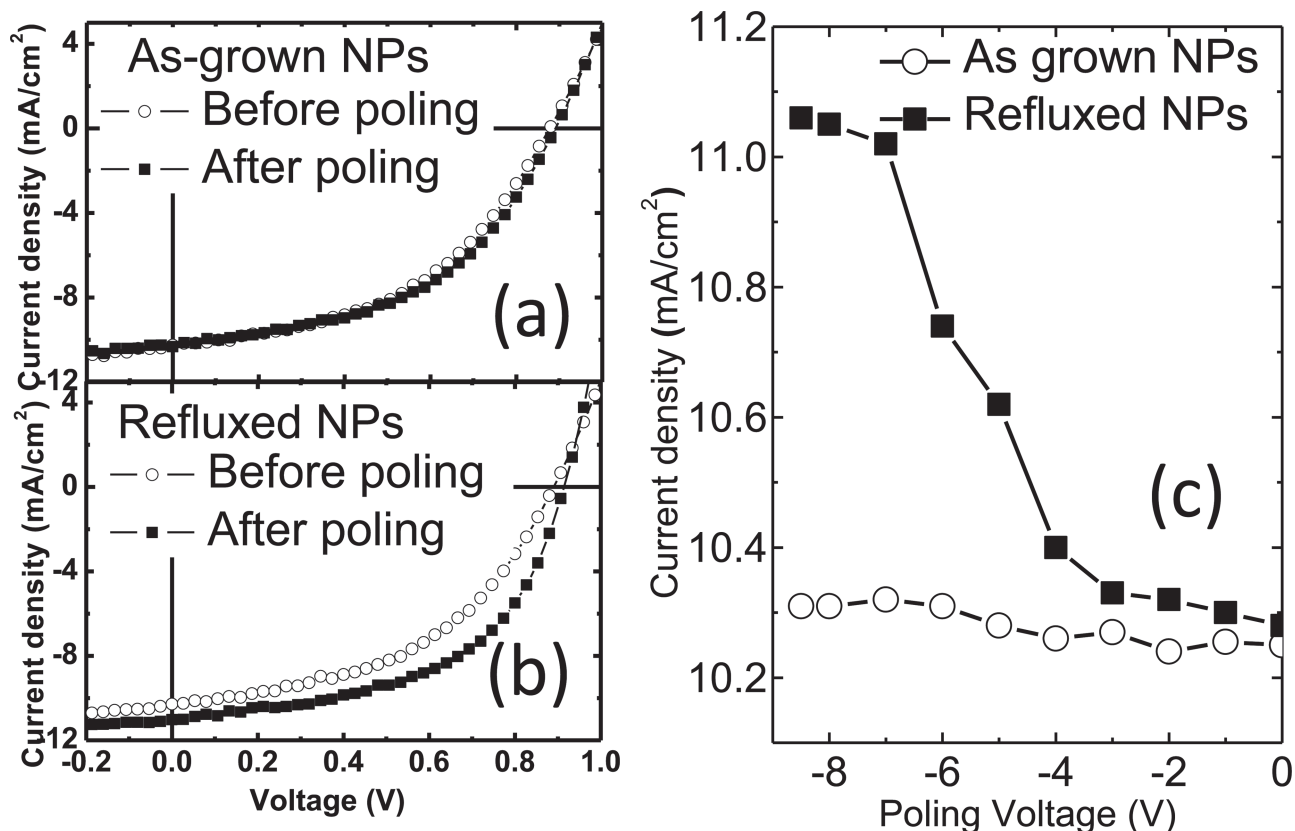 Current density (mA/cm²)
4
0
-4
-8
-12
As-grown NPs
Before poling
After poling
(a)
Current density (mA/cm²)
4
0
-4
-8
-12
Refluxed NPs
Before poling
After poling
(b)
-0.2 0.0 0.2 0.4 0.6 0.8 1.0
Voltage (V)
Current density (mA/cm²)
11.2
11.0
10.8
10.6
10.4
10.2
As grown NPs
Refluxed NPs
(c)
-8 -6 -4 -2 0
Poling Voltage (V)